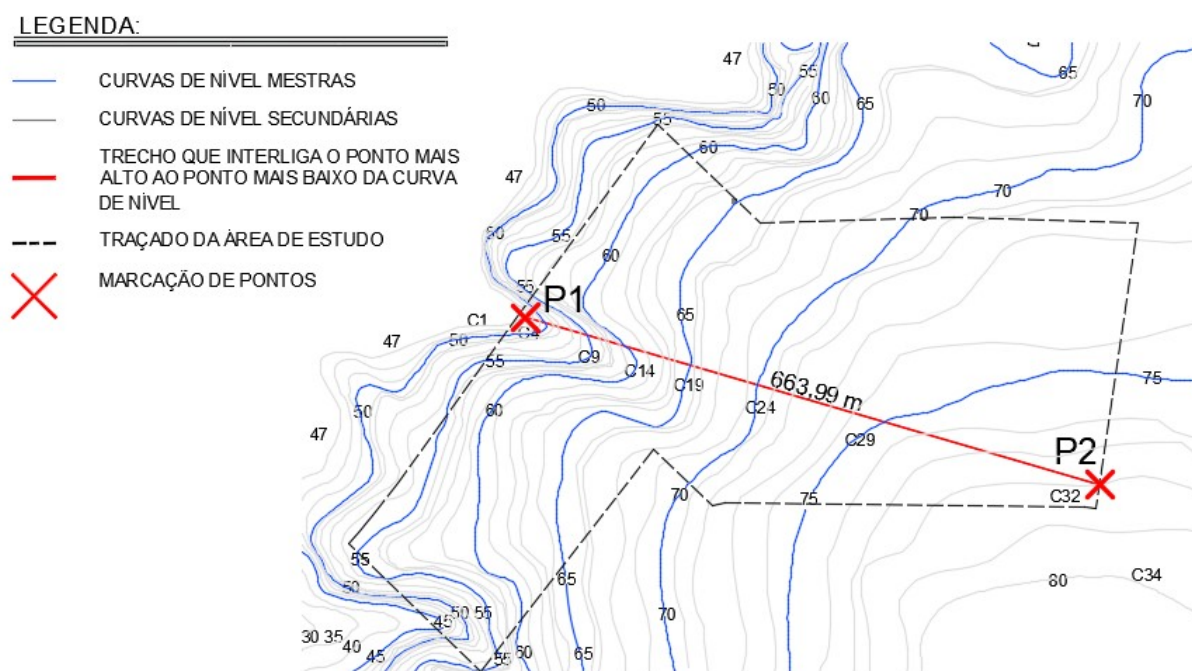 LEGENDA:
CURVAS DE NÍVEL MESTRAS
CURVAS DE NÍVEL SECUNDÁRIAS
TRECHO QUE INTERLIGA O PONTO MAIS
ALTO AO PONTO MAIS BAIXO DA CURVA
DE NÍVEL
TRAÇADO DA ÁREA DE ESTUDO
MARCAÇÃO DE PONTOS
47
55
65
50
60
65
70
50
55
60
47
70
70
50
55
60
55
P1
C1
C4
65
47
50
55
C9
C14
C19
663,99 m
C24
75
50
60
47
C29
P2
70
75
C32
55
50
65
80
C34
45
50
55
70
30
35
40
45
55
60
65